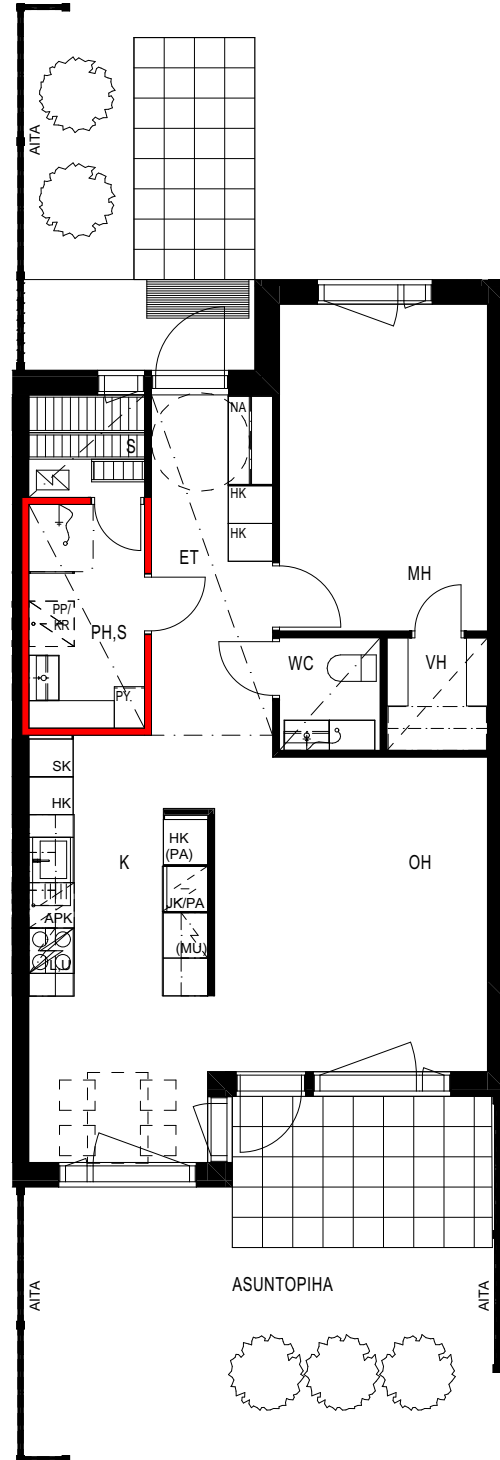 AITA
NA
S
HK
HK
ET
MH
PP/
KR
PH,S
WC
VH
PY
SK
HK
HK
(PA)
K
OH
JK/PA
APK
(MU)
L/U
ASUNTOPIHA
AITA
AITA